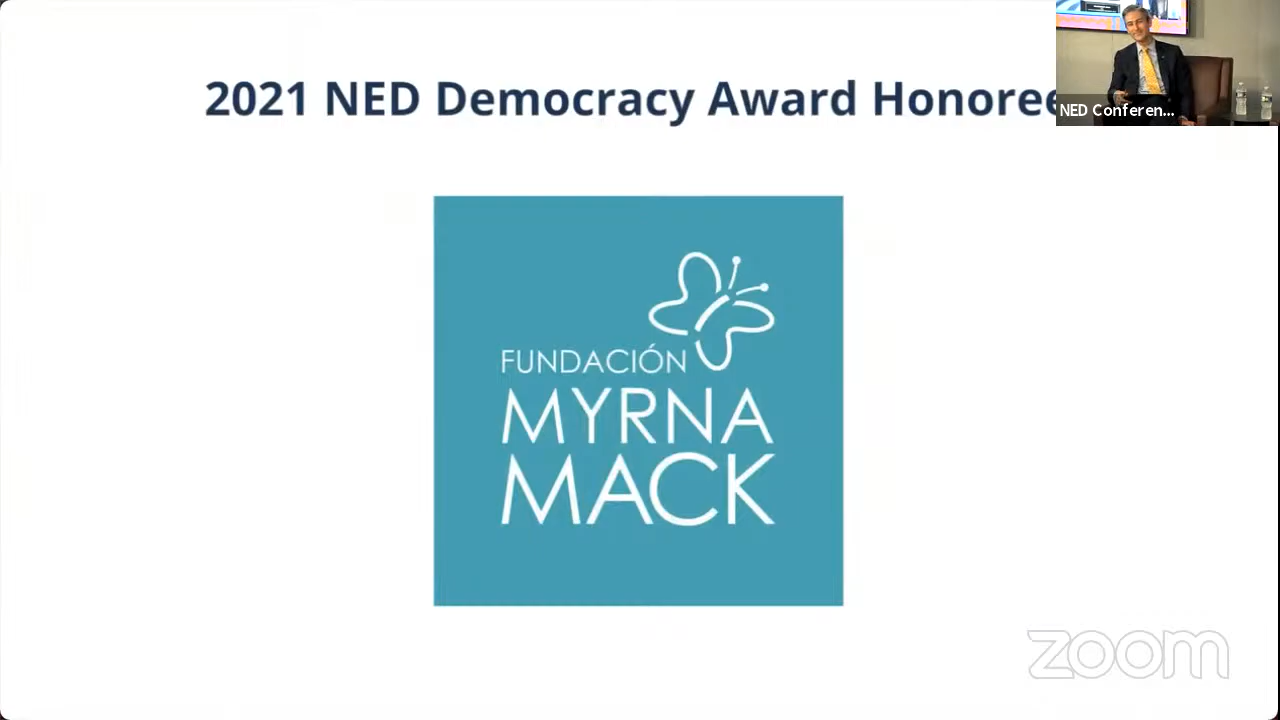 2021 NED Democracy Award Honoree
NED Conferen...
FUNDACIÓN
MYRNA
MACK
zoom